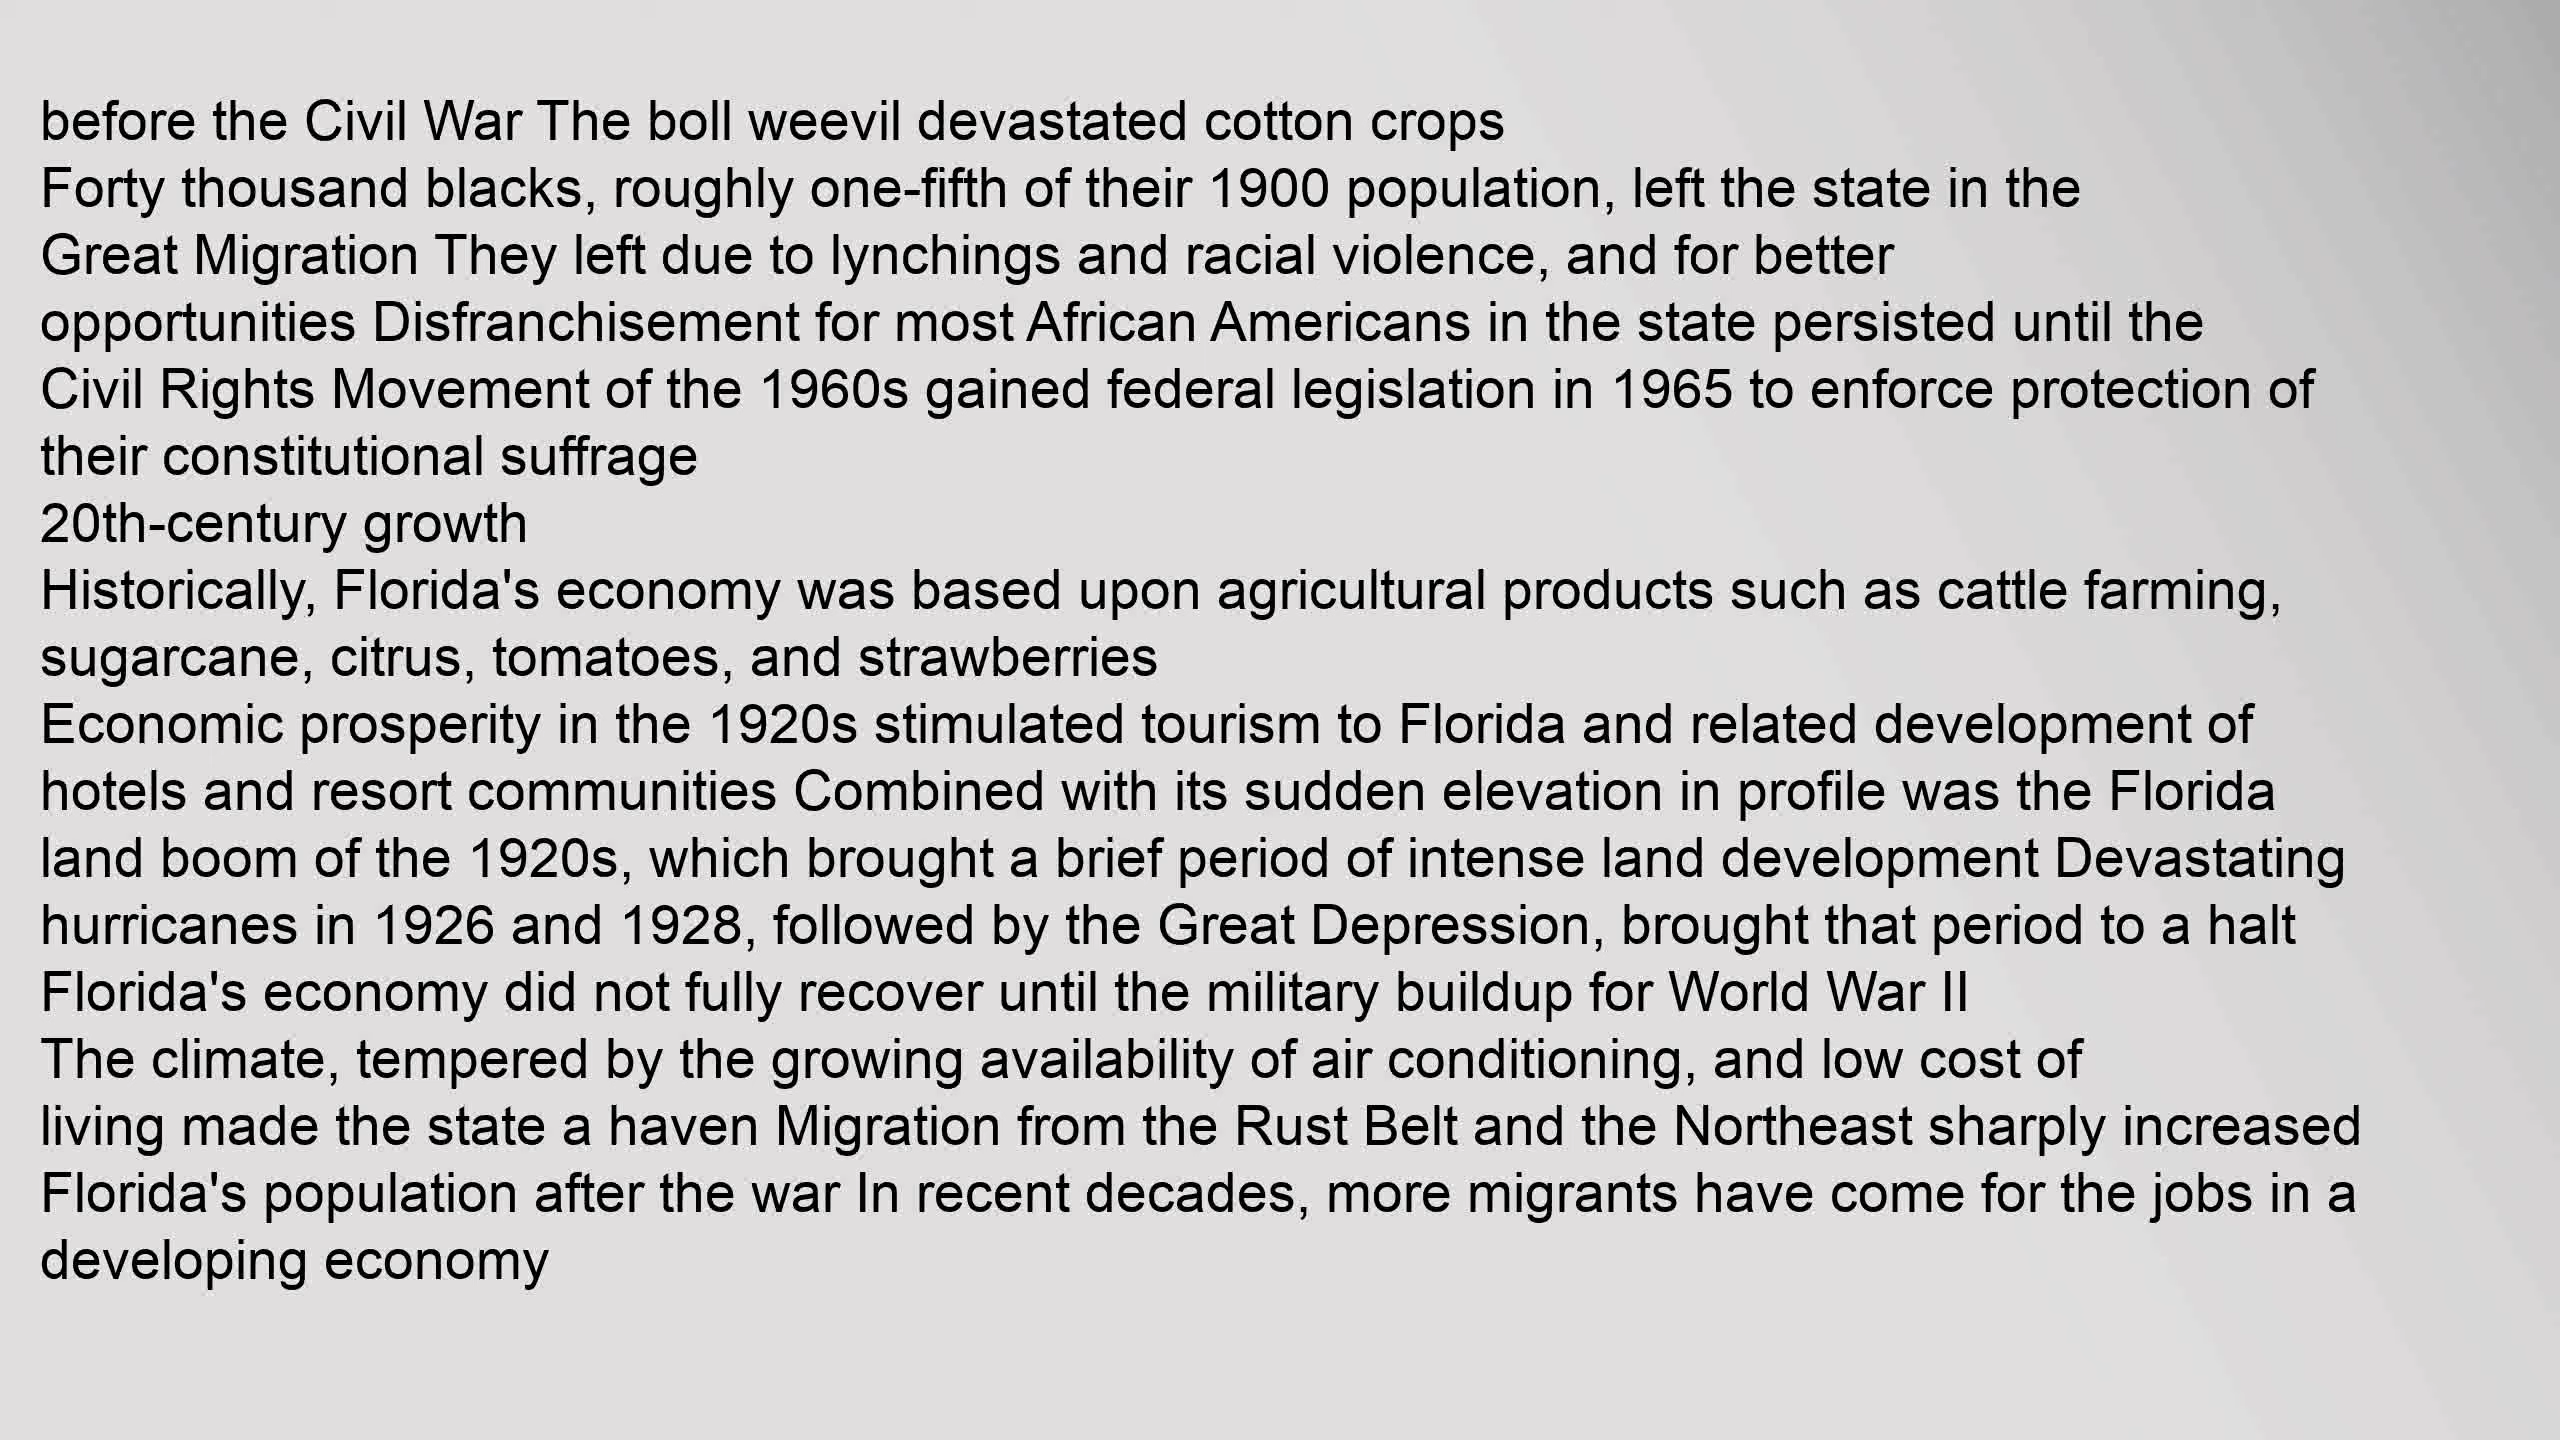 before the Civil War The boll weevil devastated cotton crops
Forty thousand blacks, roughly one-fifth of their 1900 population, left the state in the
Great Migration They left due to lynchings and racial violence, and for better
opportunities Disfranchisement for most African Americans in the state persisted until the
Civil Rights Movement of the 1960s gained federal legislation in 1965 to enforce protection of
their constitutional suffrage
20th-century growth
Historically, Florida's economy was based upon agricultural products such as cattle farming,
sugarcane, citrus, tomatoes, and strawberries
Economic prosperity in the 1920s stimulated tourism to Florida and related development of
hotels and resort communities Combined with its sudden elevation in profile was the Florida
land boom of the 1920s, which brought a brief period of intense land development Devastating
hurricanes in 1926 and 1928, followed by the Great Depression, brought that period to a halt
Florida's economy did not fully recover until the military buildup for World War II
The climate, tempered by the growing availability of air conditioning, and low cost of
living made the state a haven Migration from the Rust Belt and the Northeast sharply increased
Florida's population after the war In recent decades, more migrants have come for the jobs in a
developing economy